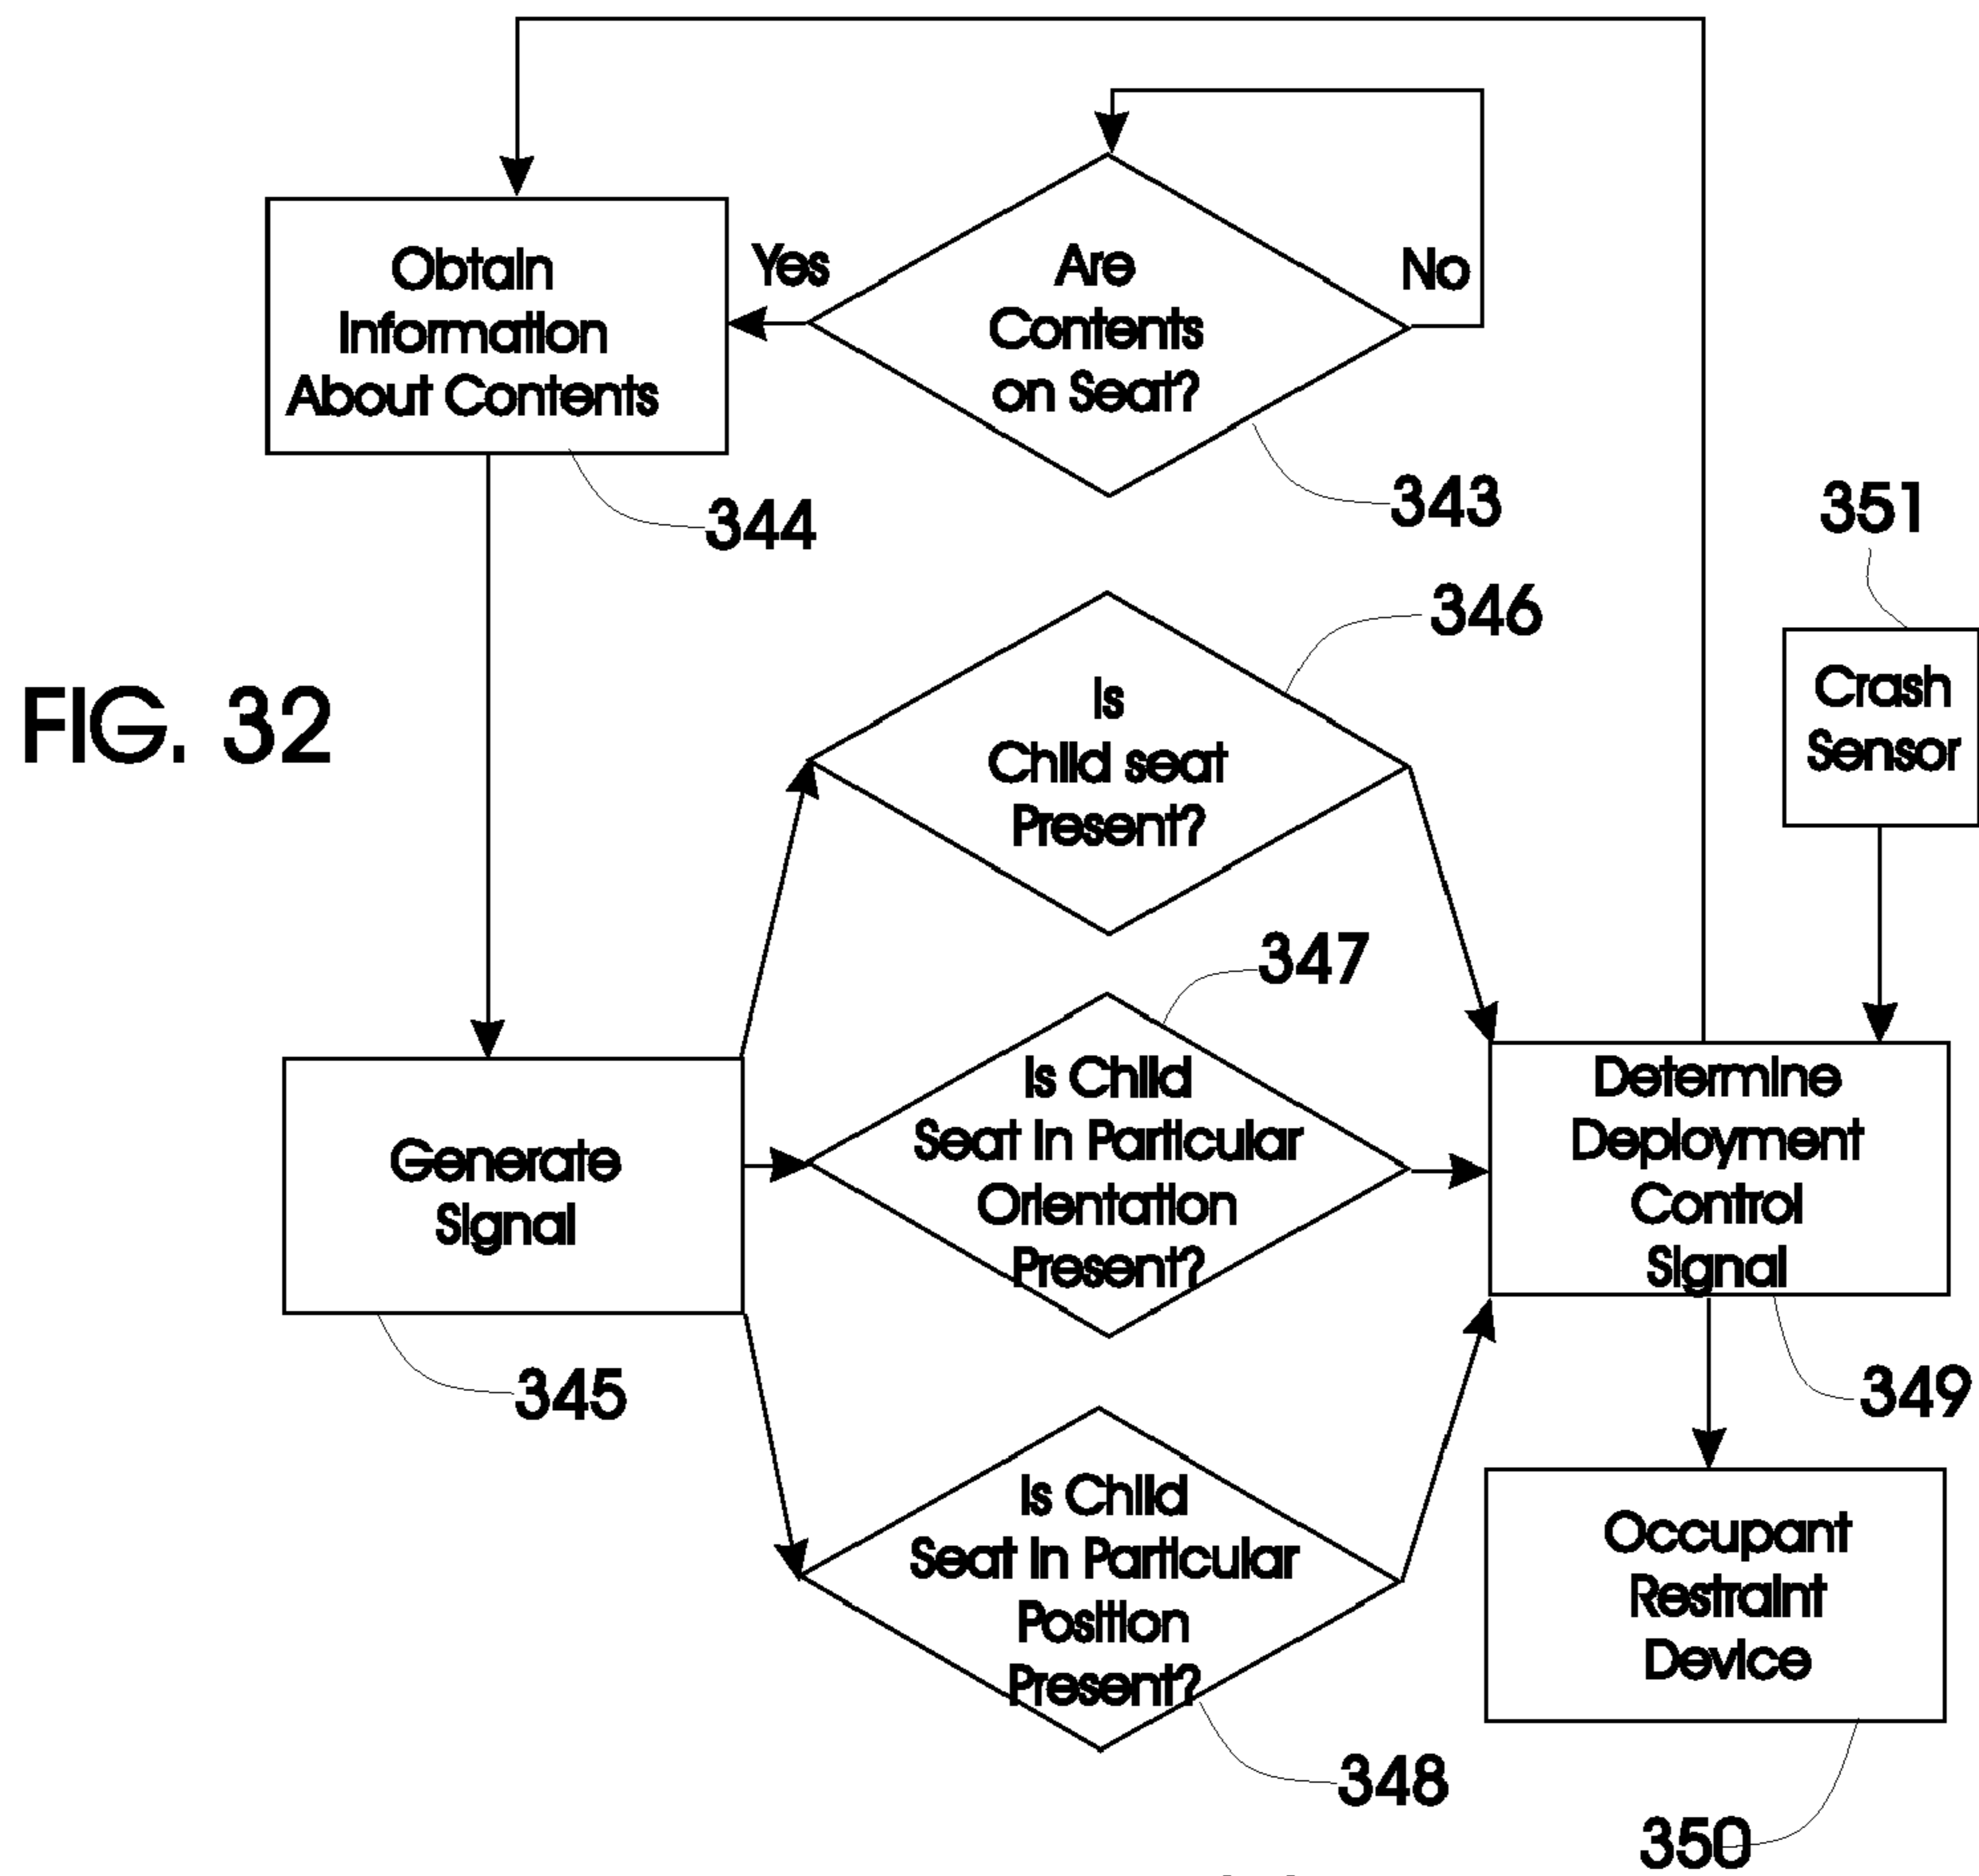 Obtain
Information
About Contents
Yes
Are
Contents
on Seat?
No
344
343
351
346
Is
Child seat
Present?
Crash
Sensor
FIG. 32
347
Is Child
Seat in Particular
Orientation
Present?
Generate
Signal
Determine
Deployment
Control
Signal
345
349
Is Child
Seat in Particular
Position
Present?
Occupant
Restraint
Device
348
350